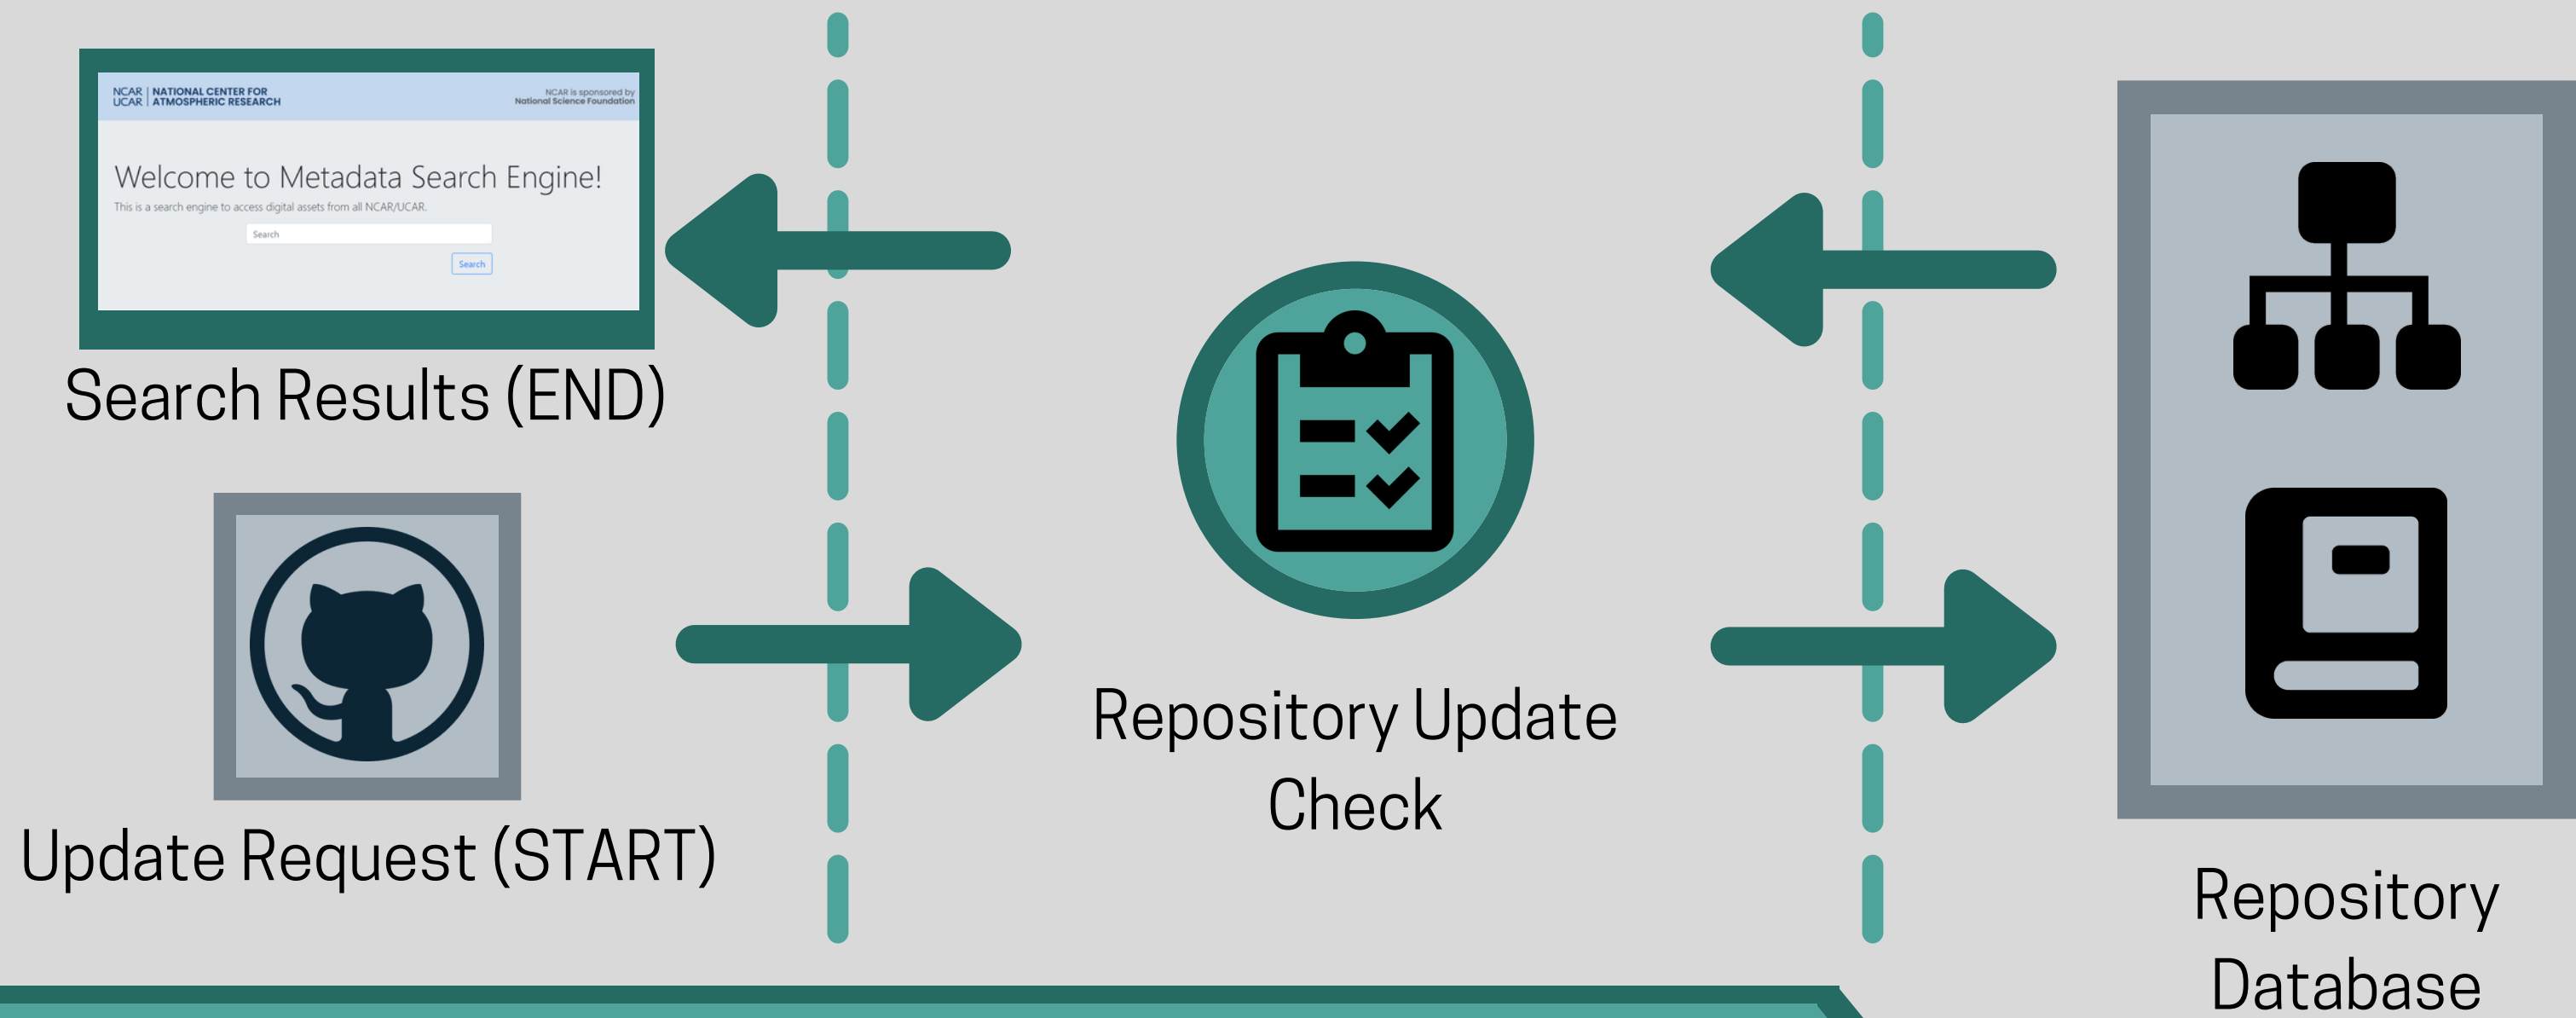 NCAR | NATIONAL CENTER FOR
UCAR | ATMOSPHERIC RESEARCH
NCAR is sponsored by
National Science Foundation
Welcome to Metadata Search Engine!
This is a search engine to access digital assets from all NCAR/UCAR.
Search
Search
Search Results (END)
Update Request (START)
Repository Update
Check
Repository
Database